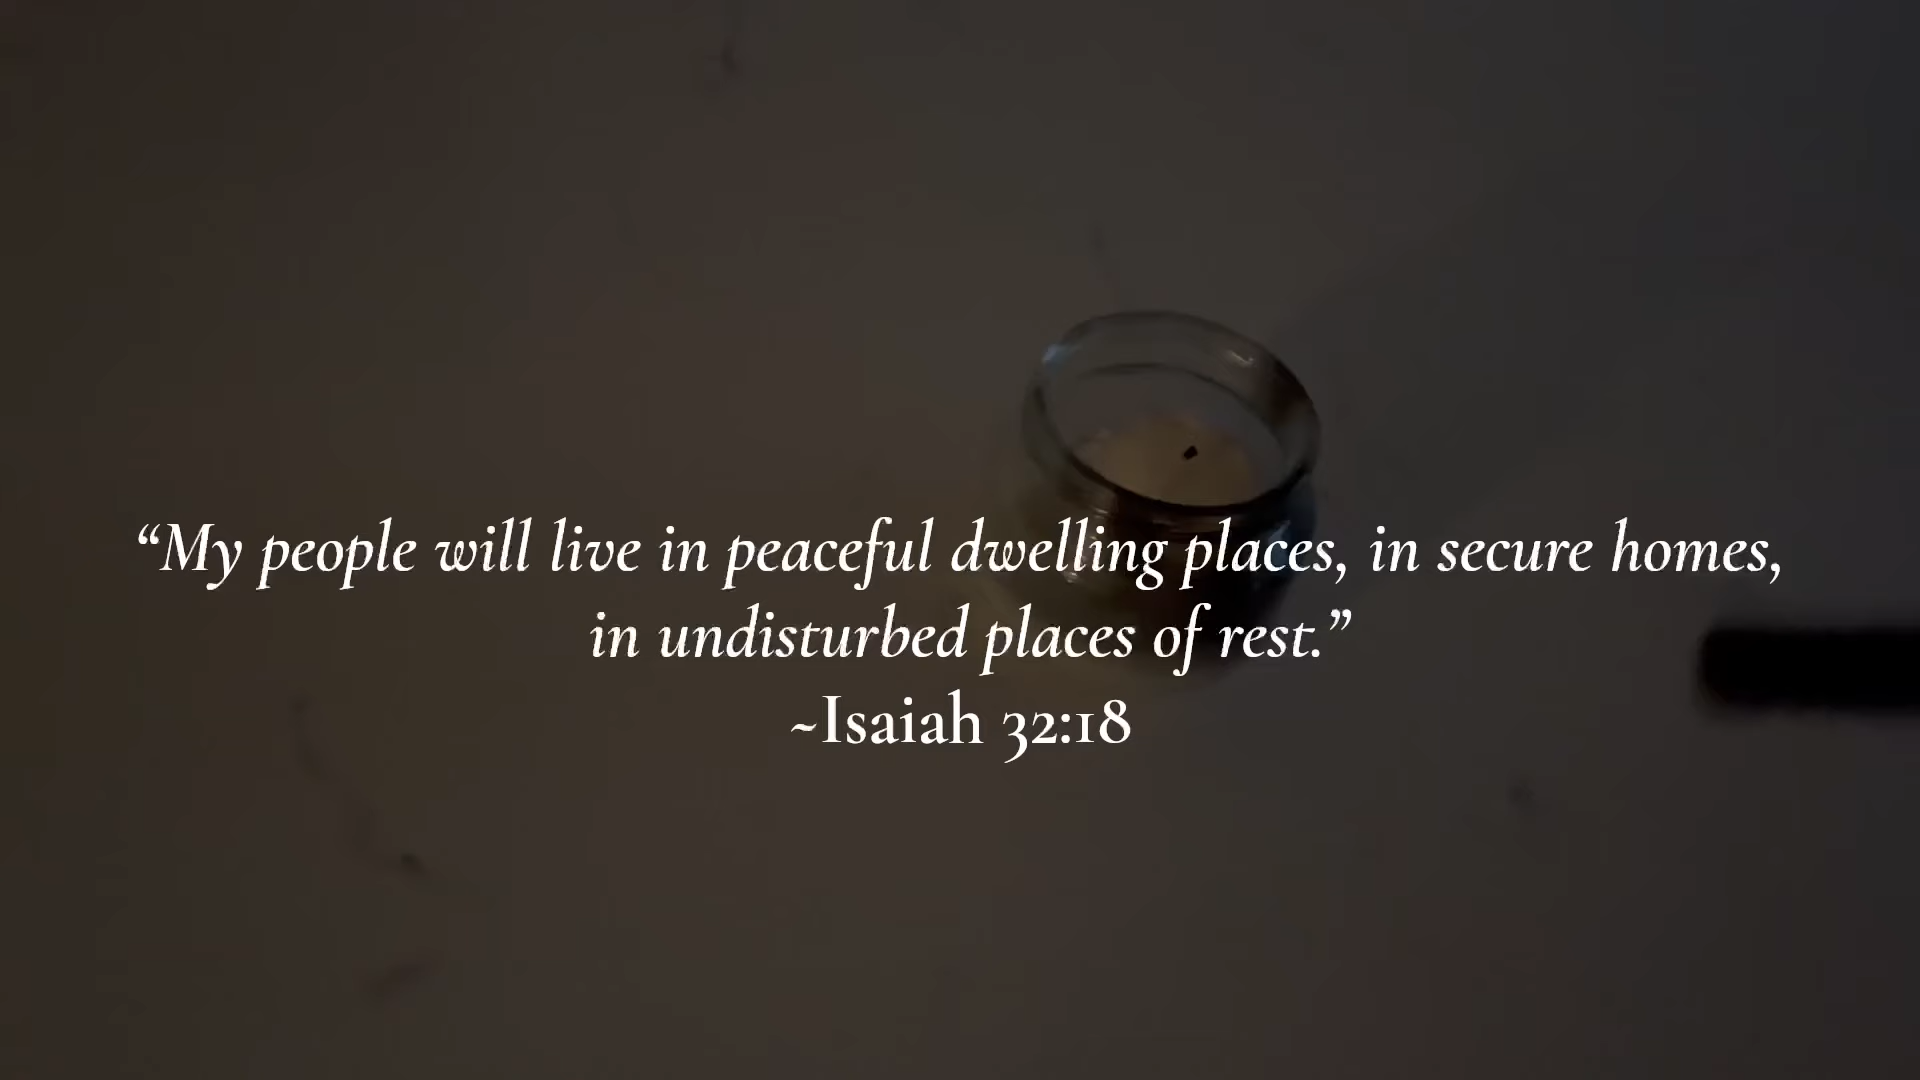 “My people will live in peaceful dwelling places, in secure homes,
in undisturbed places of rest.”
~Isaiah 32:18